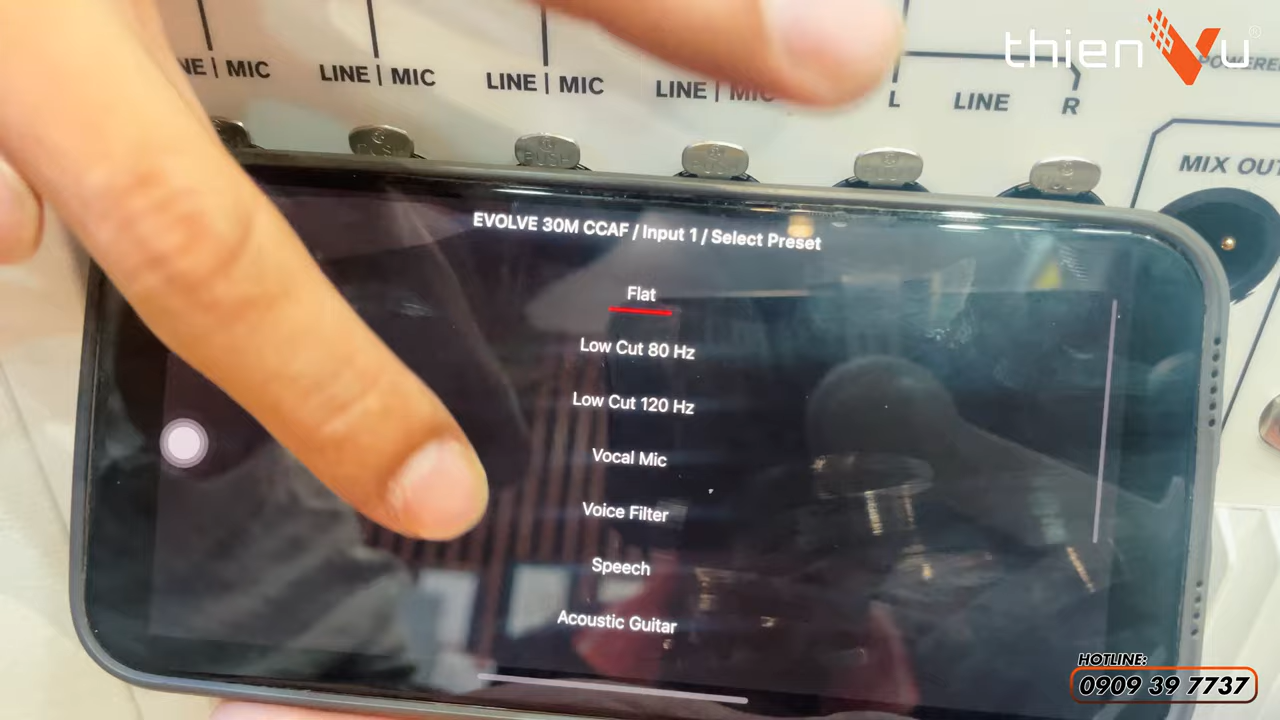 thienVu®
POWERE
NE | MIC
LINE | MIC
LINE | MIC
LINE | MIC
L LINE R
MIX OUT
PUSH
EVOLVE 30M CCAF / Input 1 / Select Preset
Flat
Low Cut 80 Hz
Low Cut 120 Hz
Vocal Mic
Voice Filter
Speech
Acoustic Guitar
HOTLINE:
0909 39 7737